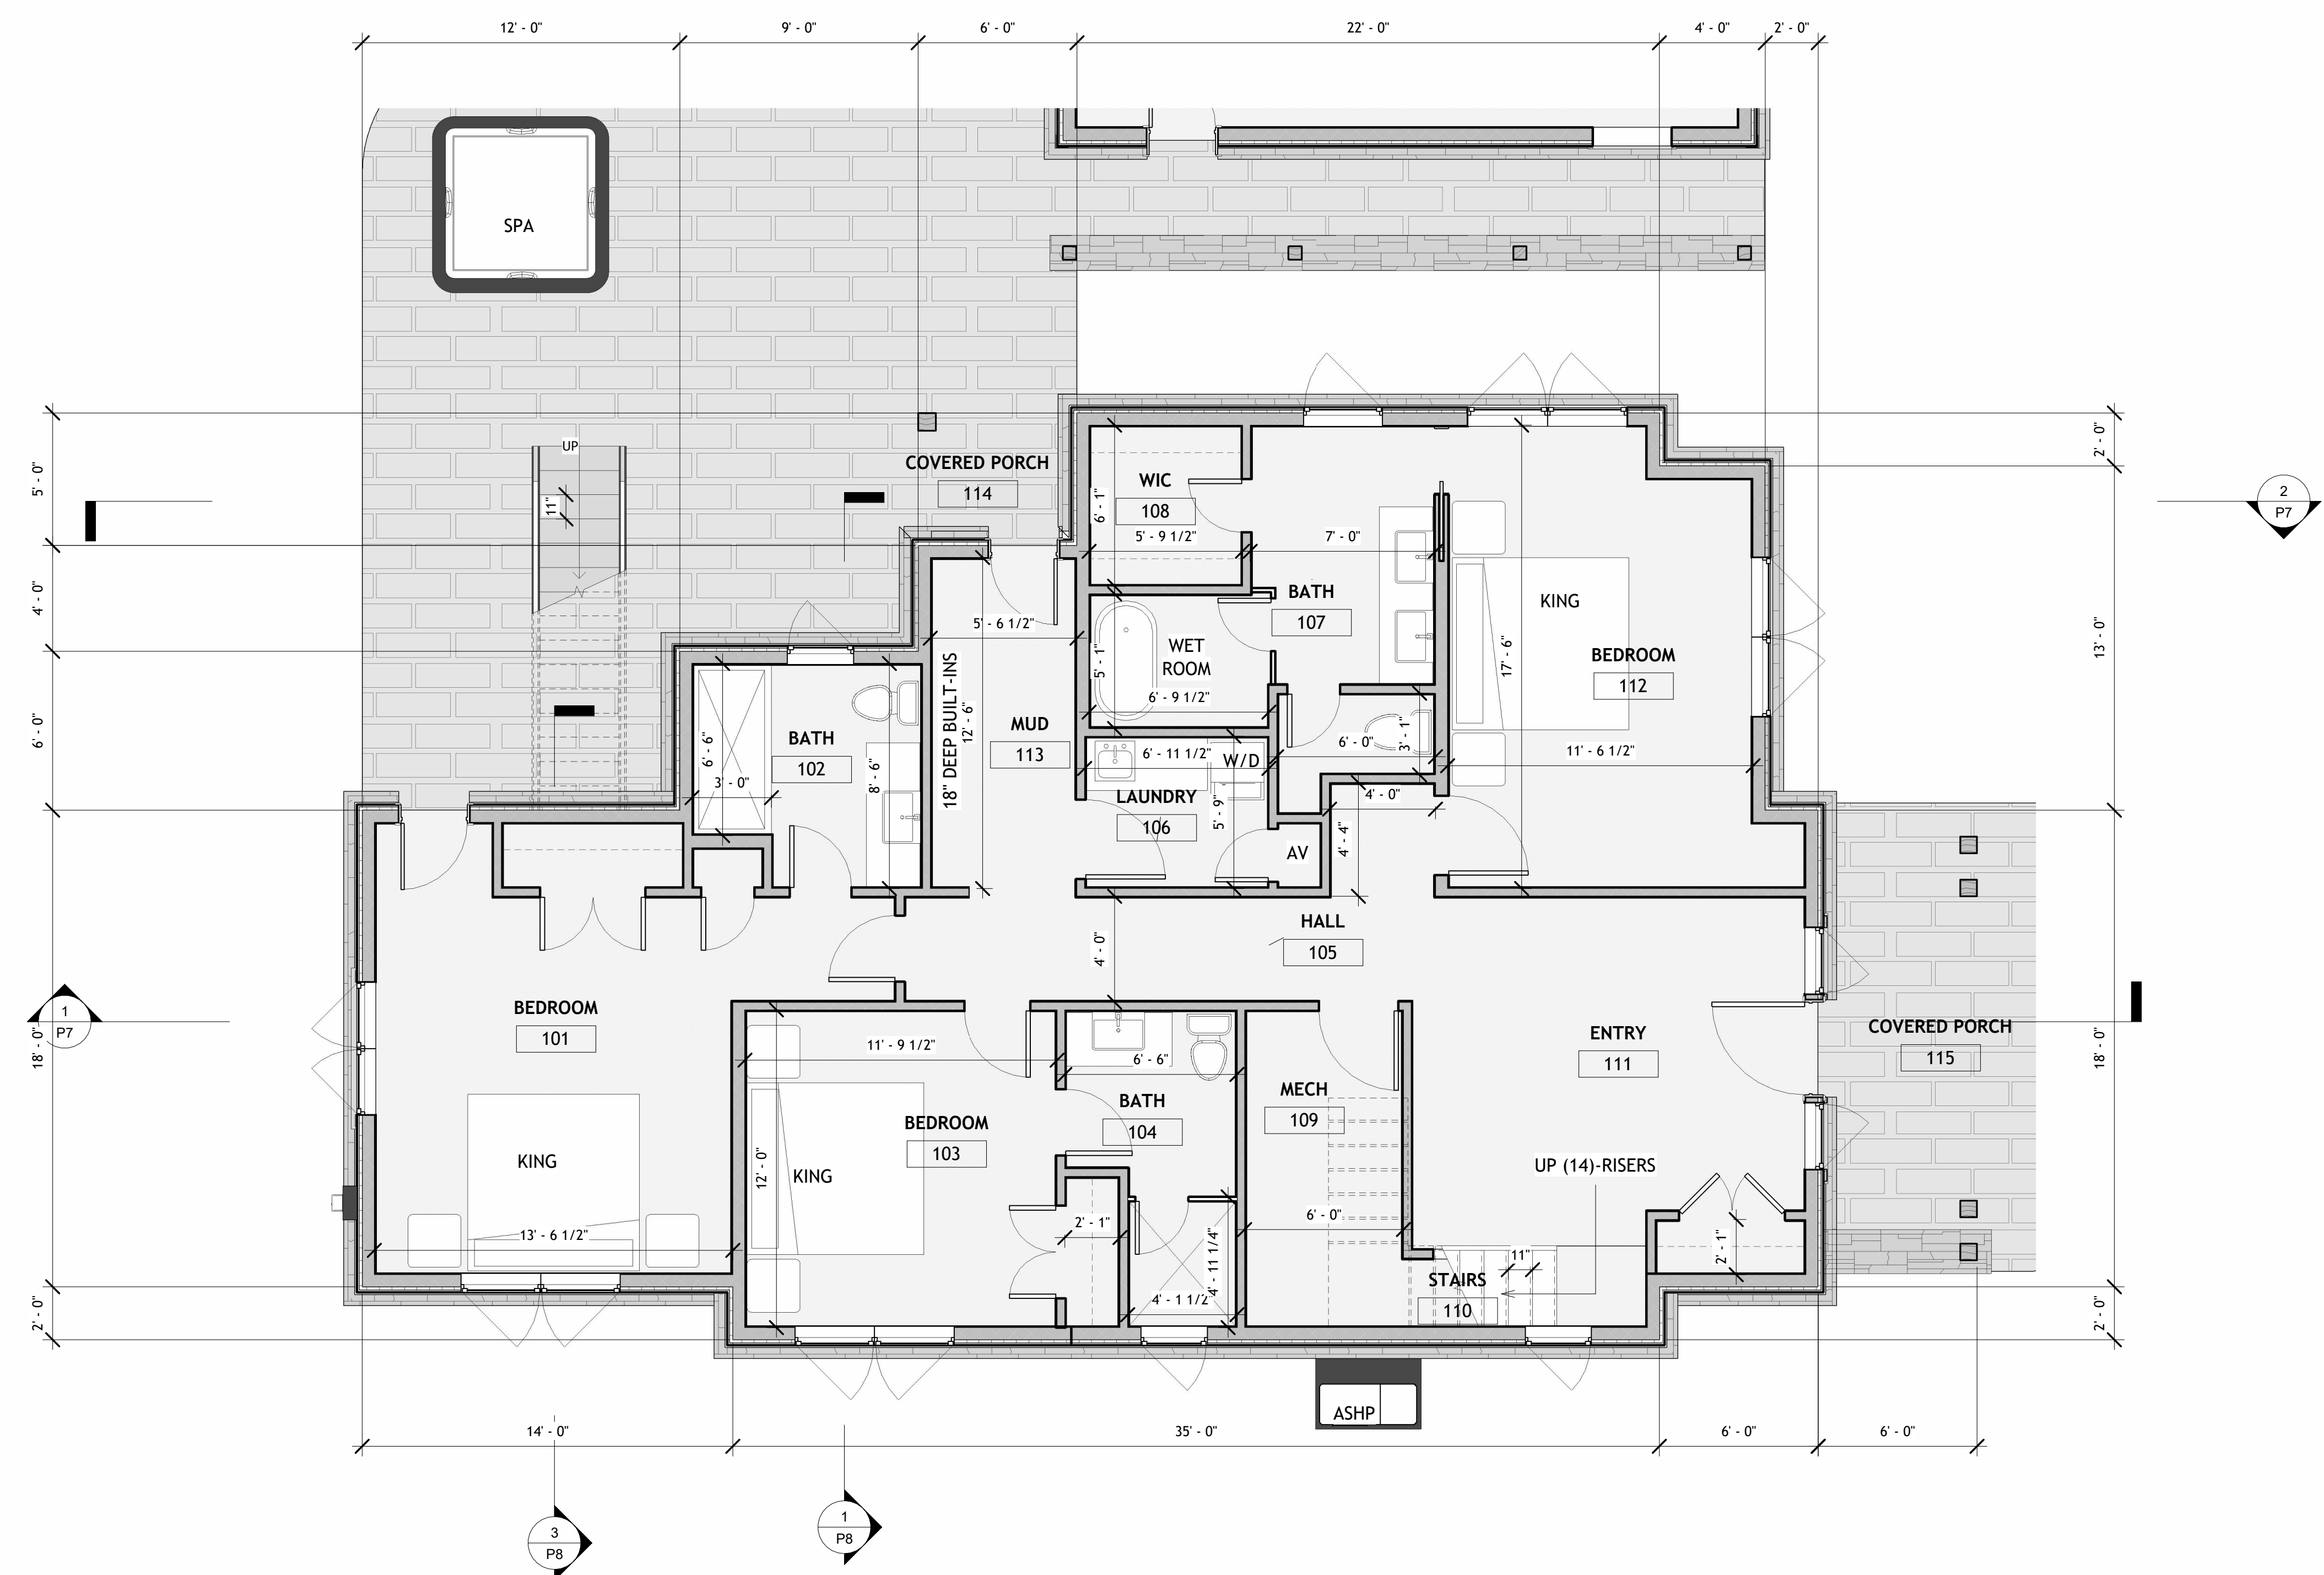 12' - 0"
9' - 0"
6' - 0"
22' - 0"
4' - 0"
2' - 0"
SPA
UP
11"
COVERED PORCH
114
5' - 0"
4' - 0"
6' - 0"
18' - 0"
2' - 0"
2' - 0"
13' - 0"
18' - 0"
2' - 0"
2
P7
1
P7
WIC
108
6' - 1"
5' - 9 1/2"
7' - 0"
BATH
107
KING
BEDROOM
112
17' - 6"
11' - 6 1/2"
WET
ROOM
5' - 1"
6' - 9 1/2"
5' - 6 1/2"
18" DEEP BUILT-INS
12' - 6"
MUD
113
BATH
102
6' - 6"
3' - 0"
8' - 6"
6' - 11 1/2"
W/D
LAUNDRY
106
5' - 9"
6' - 0"
3' - 1"
4' - 0"
4' - 4"
AV
HALL
105
4' - 0"
BEDROOM
101
KING
13' - 6 1/2"
11' - 9 1/2"
BEDROOM
103
KING
12' - 0"
6' - 6"
BATH
104
2' - 1"
4' - 11 1/4"
4' - 1 1/2"
MECH
109
6' - 0"
ENTRY
111
UP (14)-RISERS
11"
STAIRS
110
2' - 1"
COVERED PORCH
115
ASHP
14' - 0"
35' - 0"
6' - 0"
6' - 0"
3
P8
1
P8